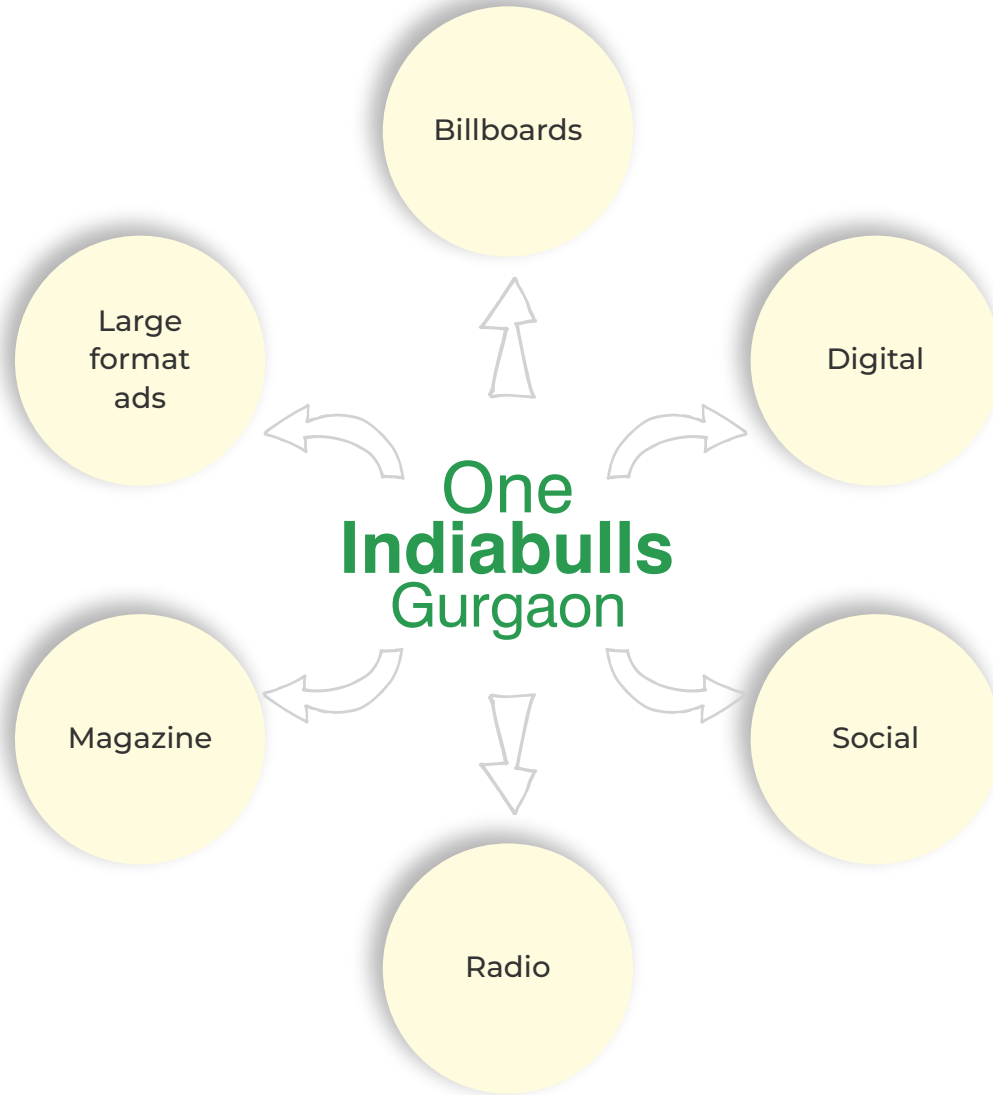 Billboards
Large
format
ads
Digital
One
Indiabulls
Gurgaon
Magazine
Social
Radio